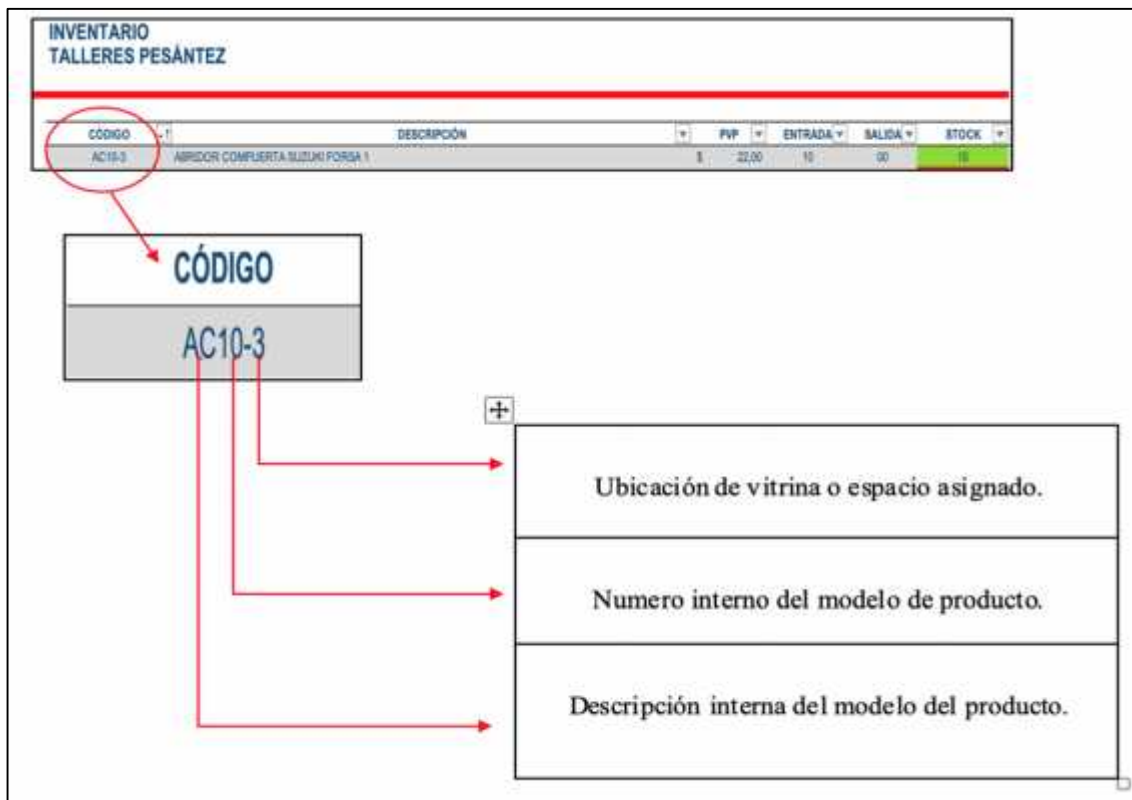 INVENTARIO
TALLERES PESÁNTEZ
CÓDIGO DESCRIPCIÓN PVP ENTRADA SALIDA STOCK
AC10-3 ABRIDOR COMPUERTA SUZUKI FORSA 1 $ 22,00 10 00 10
CÓDIGO
AC10-3
Ubicación de vitrina o espacio asignado.
Numero interno del modelo de producto.
Descripción interna del modelo del producto.